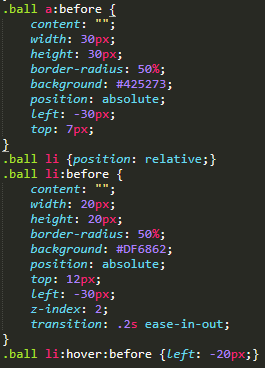 .ball a:before {
content: "";
width: 30px;
height: 30px;
border-radius: 50%;
background: #425273;
position: absolute;
left: -30px;
top: 7px;
}
.ball li {position: relative;}
.ball li:before {
content: "";
width: 20px;
height: 20px;
border-radius: 50%;
background: #DF6862;
position: absolute;
top: 12px;
left: -30px;
z-index: 2;
transition: .2s ease-in-out;
}
.ball li:hover:before {left: -20px;}